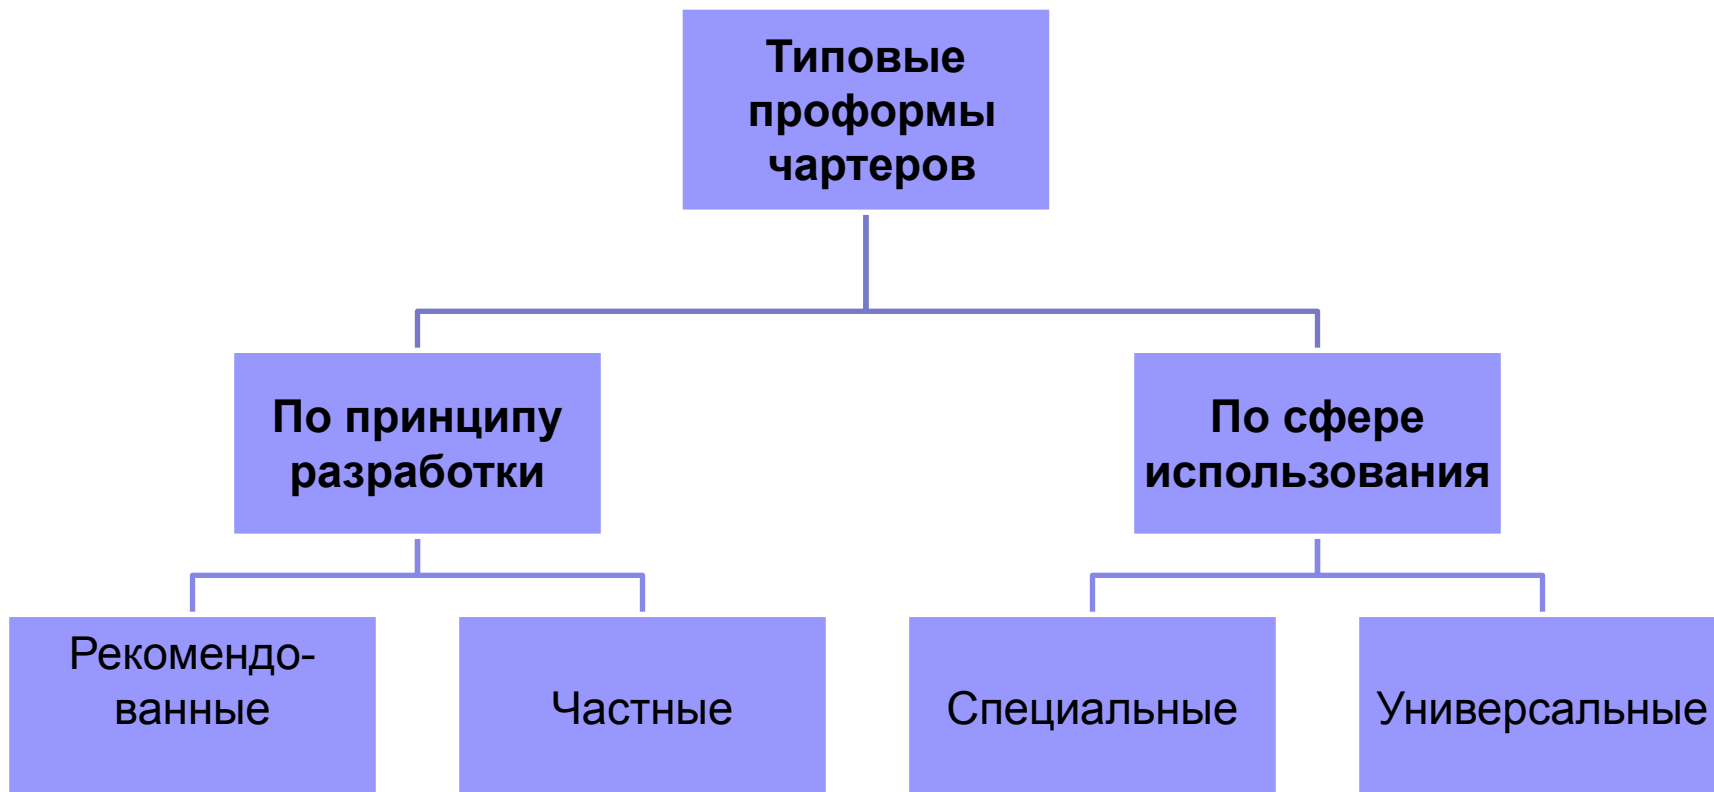 Типовые
проформы
чартеров
По принципу
разработки
По сфере
использования
Рекомендо-
ванные
Частные
Специальные
Универсальные